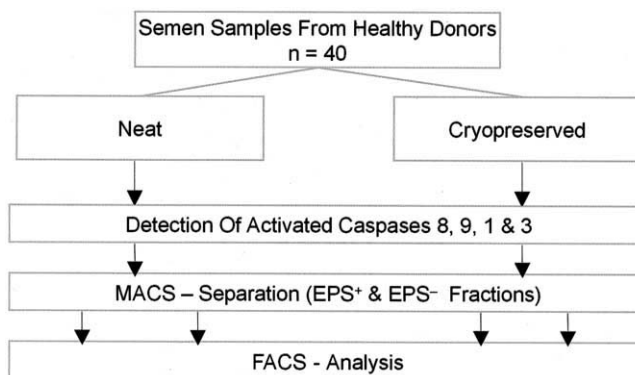 Semen Samples From Healthy Donors
n = 40
Neat
Cryopreserved
Detection Of Activated Caspases 8, 9, 1 & 3
MACS – Separation (EPS⁺ & EPS⁻ Fractions)
FACS - Analysis